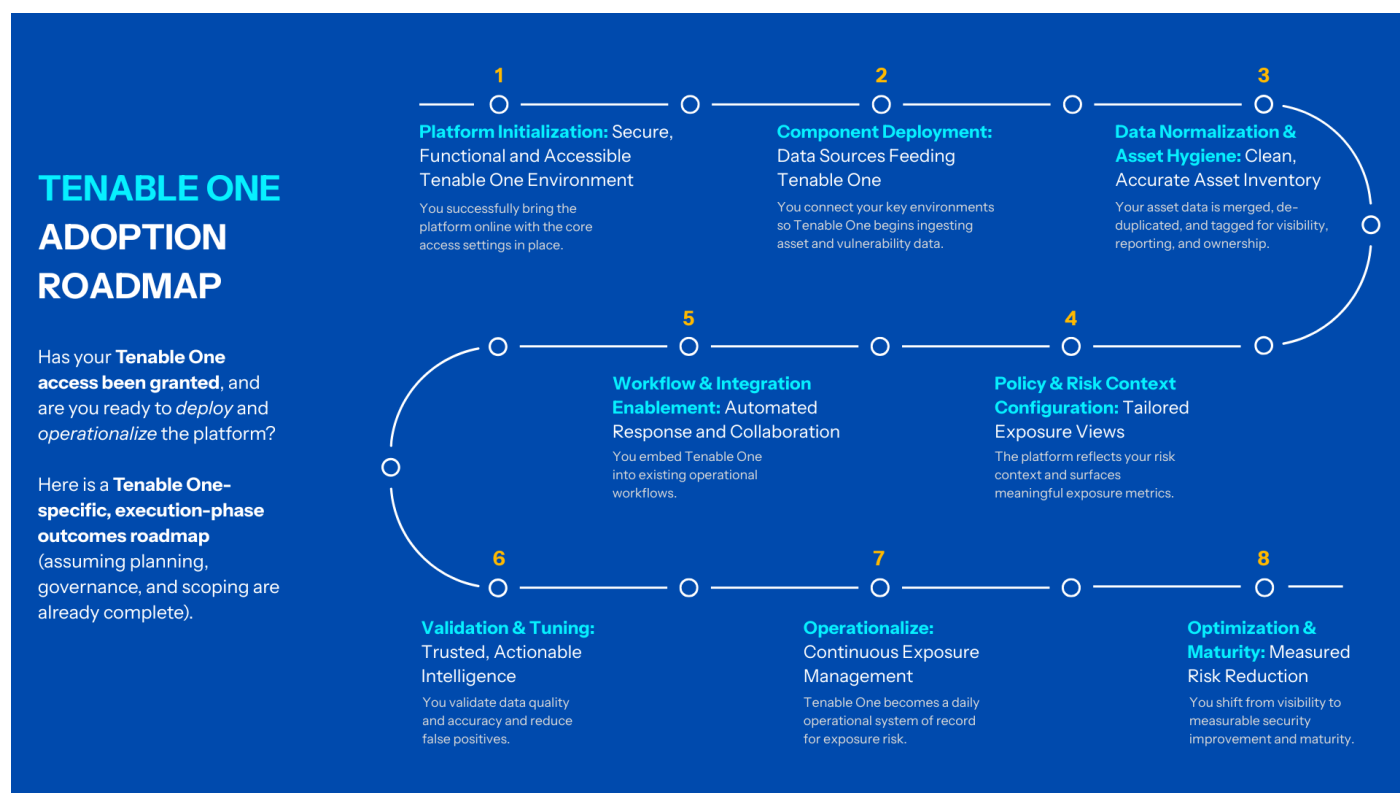 TENABLE ONE
ADOPTION
ROADMAP
Has your Tenable One
access been granted, and
are you ready to deploy and
operationalize the platform?
Here is a Tenable One-
specific, execution-phase
outcomes roadmap
(assuming planning,
governance, and scoping are
already complete).
1
Platform Initialization: Secure,
Functional and Accessible
Tenable One Environment
You successfully bring the
platform online with the core
access settings in place.
2
Component Deployment:
Data Sources Feeding
Tenable One
You connect your key environments
so Tenable One begins ingesting
asset and vulnerability data.
3
Data Normalization &
Asset Hygiene: Clean,
Accurate Asset Inventory
Your asset data is merged, de-
duplicated, and tagged for visibility,
reporting, and ownership.
4
Policy & Risk Context
Configuration: Tailored
Exposure Views
The platform reflects your risk
context and surfaces
meaningful exposure metrics.
5
Workflow & Integration
Enablement: Automated
Response and Collaboration
You embed Tenable One
into existing operational
workflows.
6
Validation & Tuning:
Trusted, Actionable
Intelligence
You validate data quality
and accuracy and reduce
false positives.
7
Operationalize:
Continuous Exposure
Management
Tenable One becomes a daily
operational system of record
for exposure risk.
8
Optimization &
Maturity: Measured
Risk Reduction
You shift from visibility to
measurable security
improvement and maturity.